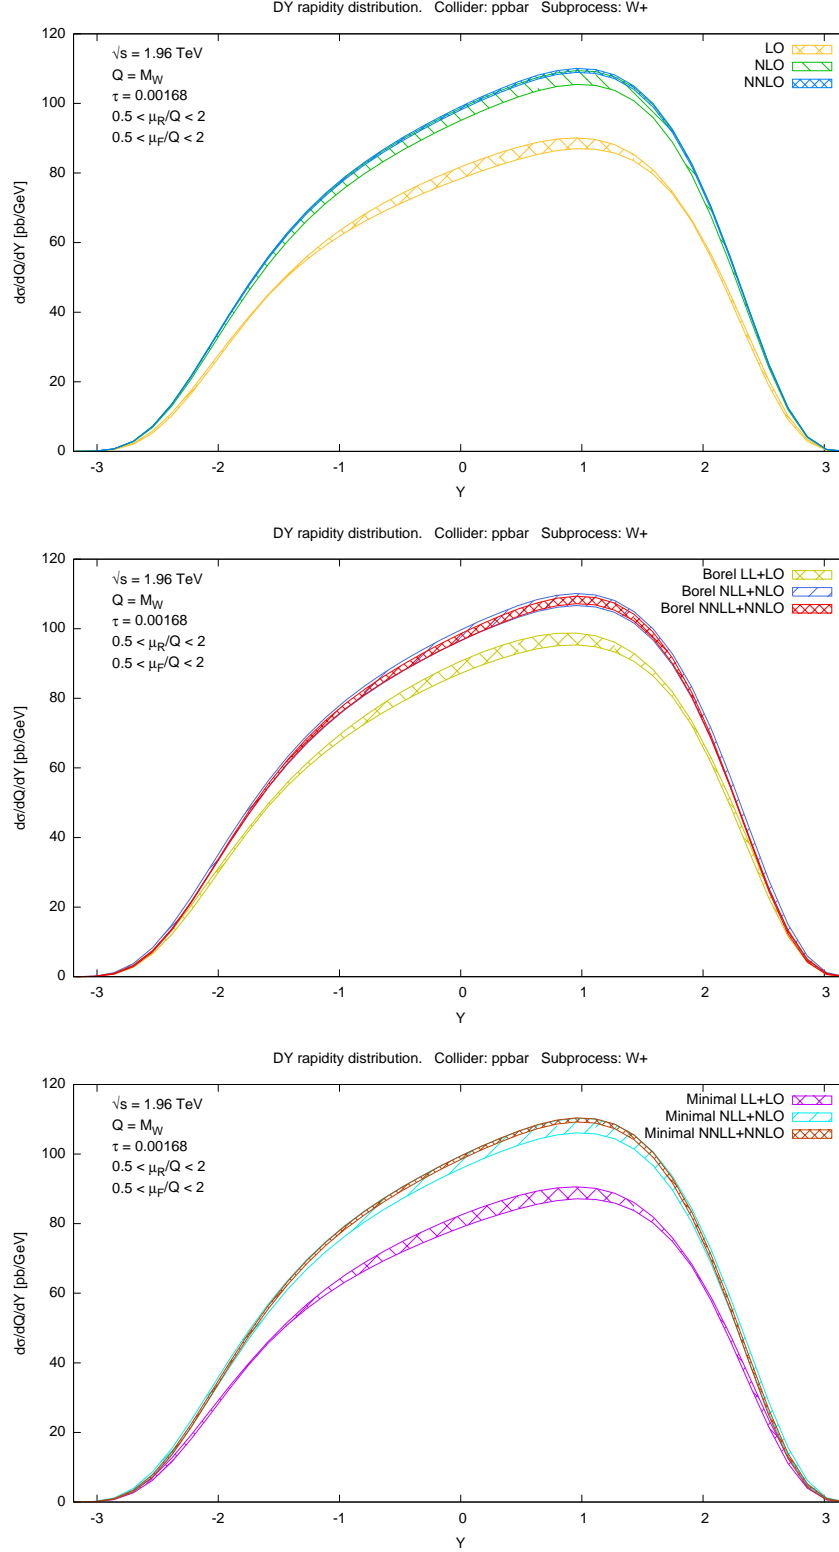 DY rapidity distribution.   Collider: ppbar   Subprocess: W+
√s = 1.96 TeV
Q = M_W
τ = 0.00168
0.5 < μ_R/Q < 2
0.5 < μ_F/Q < 2
LO
NLO
NNLO
dσ/dQ/dY [pb/GeV]
120
100
80
60
40
20
0
-3 -2 -1 0 1 2 3
Y
DY rapidity distribution.   Collider: ppbar   Subprocess: W+
√s = 1.96 TeV
Q = M_W
τ = 0.00168
0.5 < μ_R/Q < 2
0.5 < μ_F/Q < 2
Borel LL+LO
Borel NLL+NLO
Borel NNLL+NNLO
dσ/dQ/dY [pb/GeV]
120
100
80
60
40
20
0
-3 -2 -1 0 1 2 3
Y
DY rapidity distribution.   Collider: ppbar   Subprocess: W+
√s = 1.96 TeV
Q = M_W
τ = 0.00168
0.5 < μ_R/Q < 2
0.5 < μ_F/Q < 2
Minimal LL+LO
Minimal NLL+NLO
Minimal NNLL+NNLO
dσ/dQ/dY [pb/GeV]
120
100
80
60
40
20
0
-3 -2 -1 0 1 2 3
Y